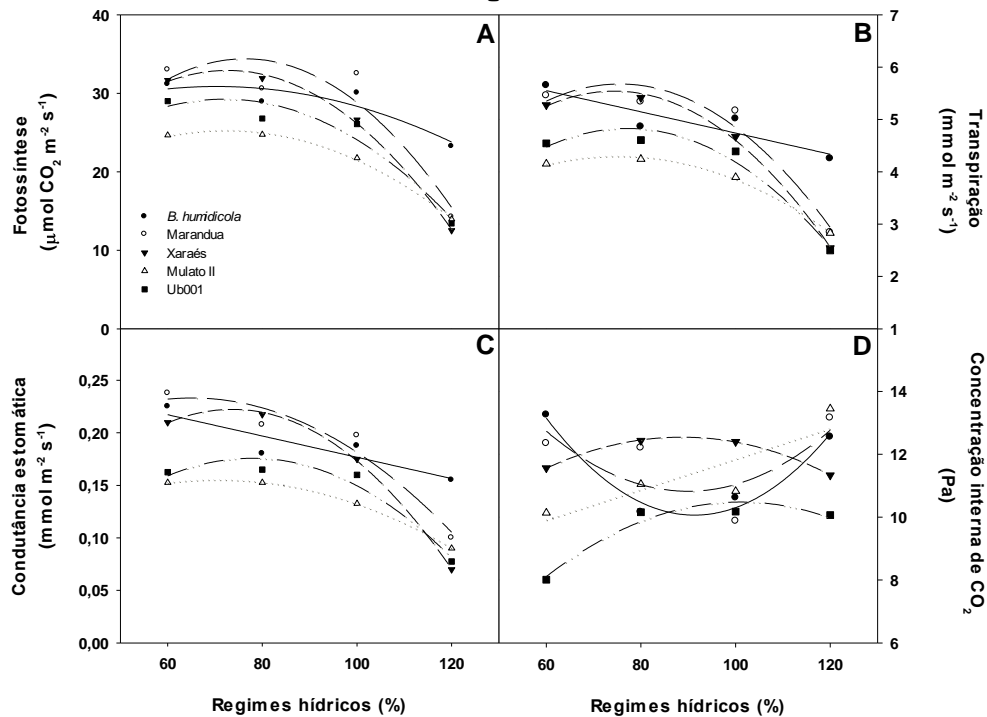 A
40
30
20
10
0
Fotossíntese
(μmol CO2 m-2 s-1)
B. humidicola
Marandua
Xaraés
Mulato II
Ub001
B
7
6
5
4
3
2
1
Transpiração
(mmol m-2 s-1)
C
0,25
0,20
0,15
0,10
0,05
0,00
Condutância estomática
(mmol m-2 s-1)
60 80 100 120
Regimes hídricos (%)
D
14
12
10
8
6
Concentração interna de CO2
(Pa)
60 80 100 120
Regimes hídricos (%)